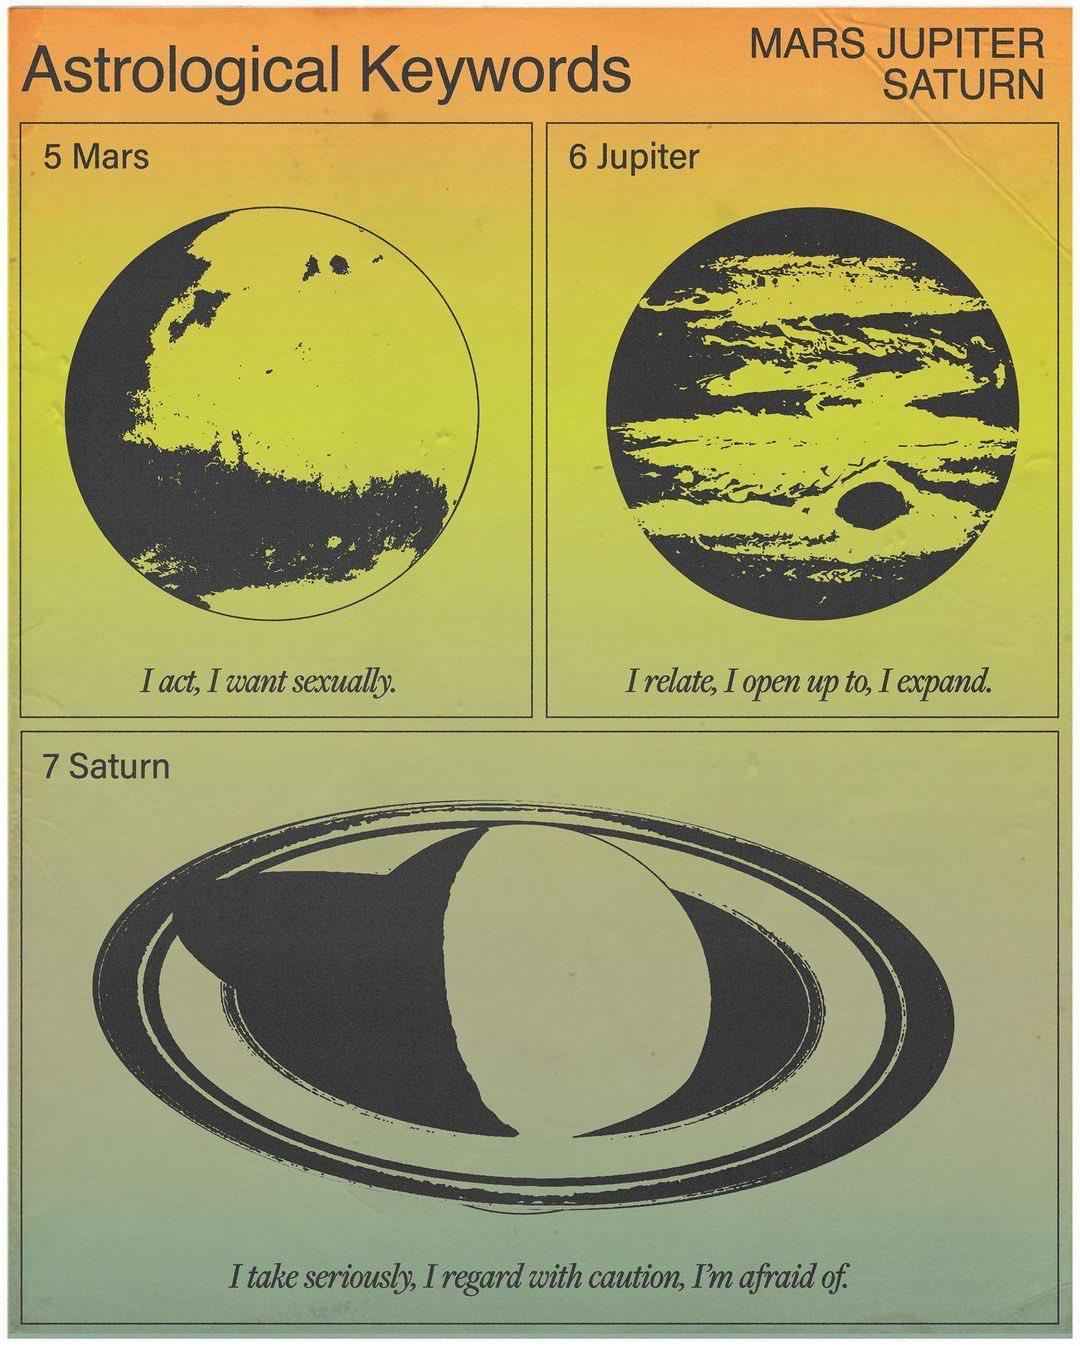 Astrological Keywords
MARS JUPITER
SATURN
5 Mars
I act, I want sexually.
6 Jupiter
I relate, I open up to, I expand.
7 Saturn
I take seriously, I regard with caution, I'm afraid of.